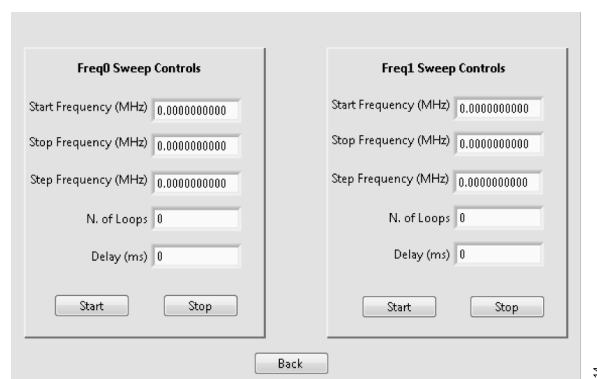 Freq0 Sweep Controls
Start Frequency (MHz) 0.0000000000
Stop Frequency (MHz) 0.0000000000
Step Frequency (MHz) 0.0000000000
N. of Loops 0
Delay (ms) 0
Start Stop
Freq1 Sweep Controls
Start Frequency (MHz) 0.0000000000
Stop Frequency (MHz) 0.0000000000
Step Frequency (MHz) 0.0000000000
N. of Loops 0
Delay (ms) 0
Start Stop
Back